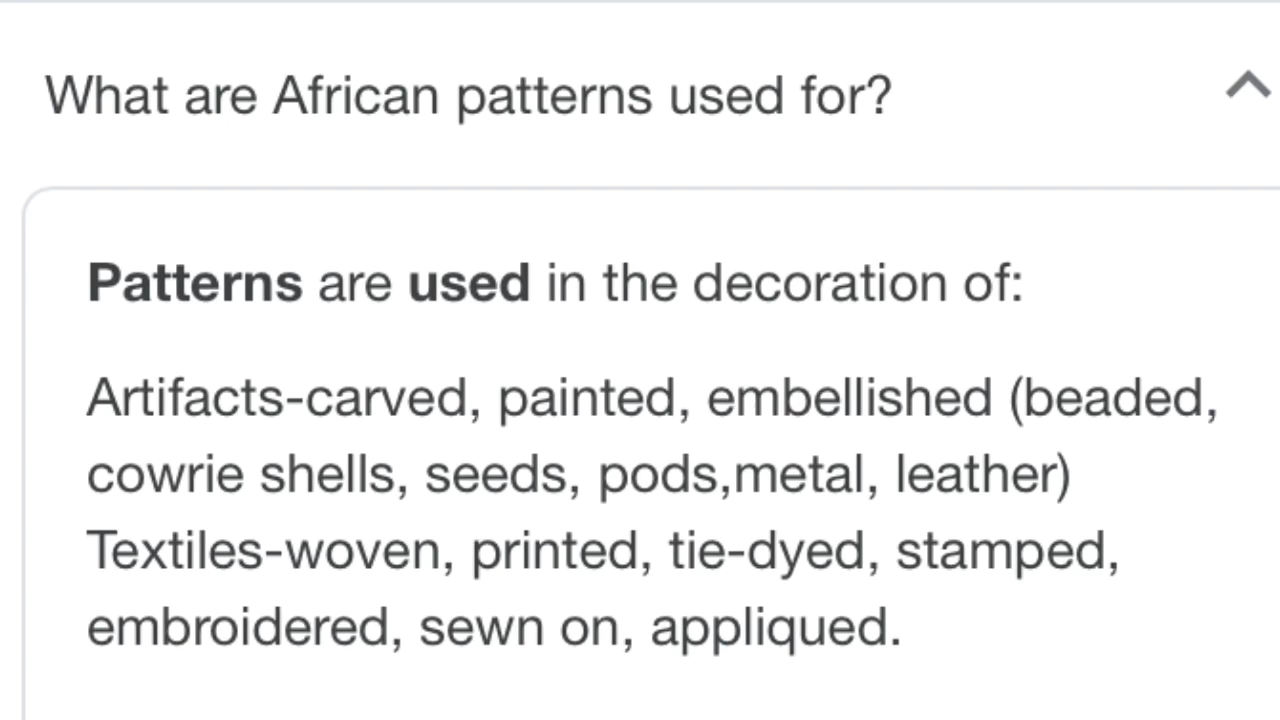 What are African patterns used for?
Patterns are used in the decoration of:
Artifacts-carved, painted, embellished (beaded,
cowrie shells, seeds, pods,metal, leather)
Textiles-woven, printed, tie-dyed, stamped,
embroidered, sewn on, appliqued.